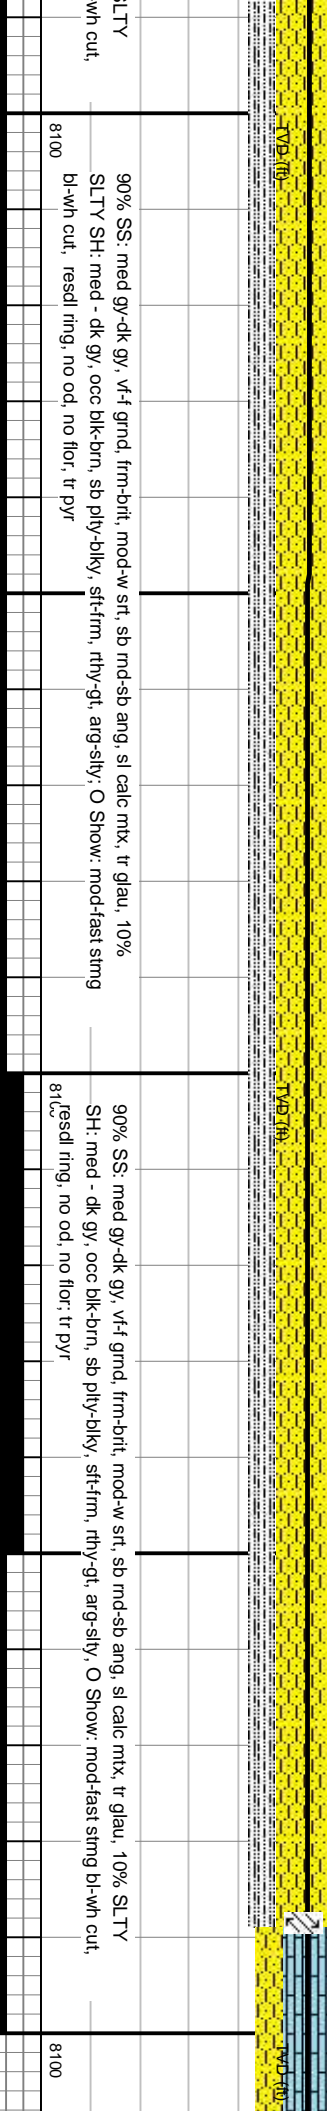 SLTY
wh cut,
TVD (ft)
8100
90% SS: med gy-dk gy, vf-f grnd, frm-brit, mod-w srt, sb rnd-sb ang, sl calc mtx, tr glau, 10%
SLTY SH: med - dk gy, occ blk-brn, sb plty-blky, sft-frm, rthy-gt, arg-slty; O Show: mod-fast stmg
bl-wh cut, resdl ring, no od, no flor, tr pyr
TVD (ft)
90% SS: med gy-dk gy, vf-f grnd, frm-brit, mod-w srt, sb rnd-sb ang, sl calc mtx, tr glau, 10% SLTY
SH: med - dk gy, occ blk-brn, sb plty-blky, sft-frm, rthy-gt, arg-slty, O Show: mod-fast stmg bl-wh cut,
resdl ring, no od, no flor; tr pyr
TVD (ft)
8100